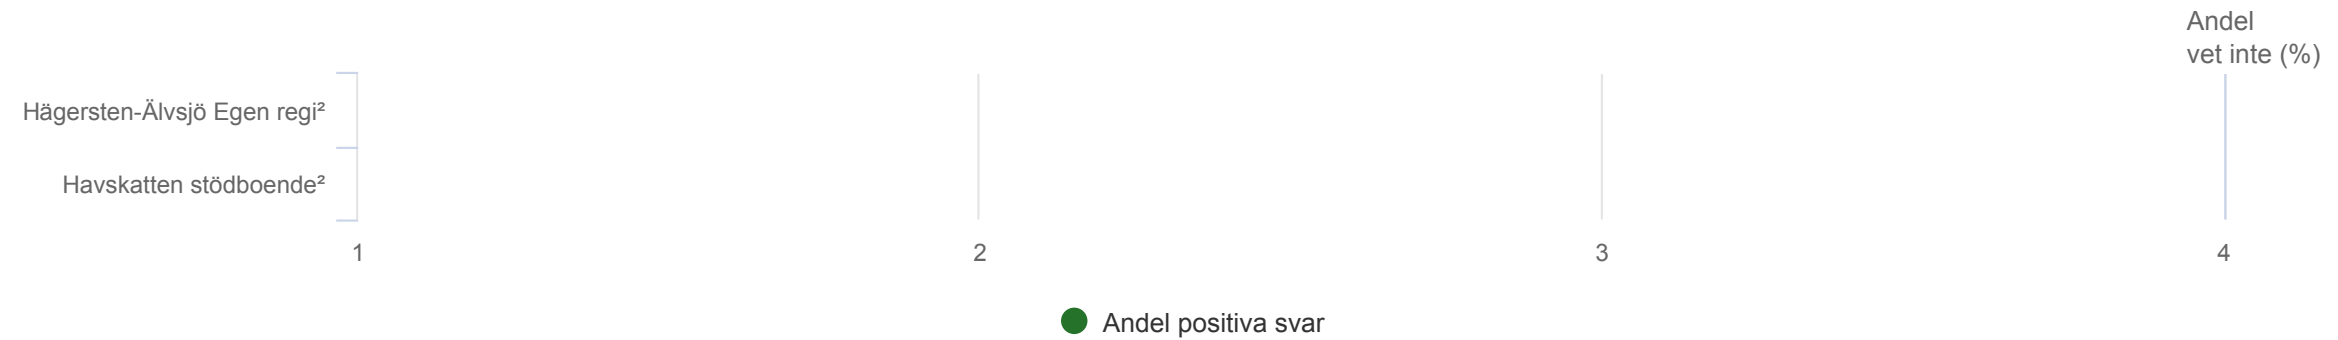 Andel
vet inte (%)
Hägersten-Älvsjö Egen regi²
Havskatten stödboende²
1 2 3 4
Andel positiva svar